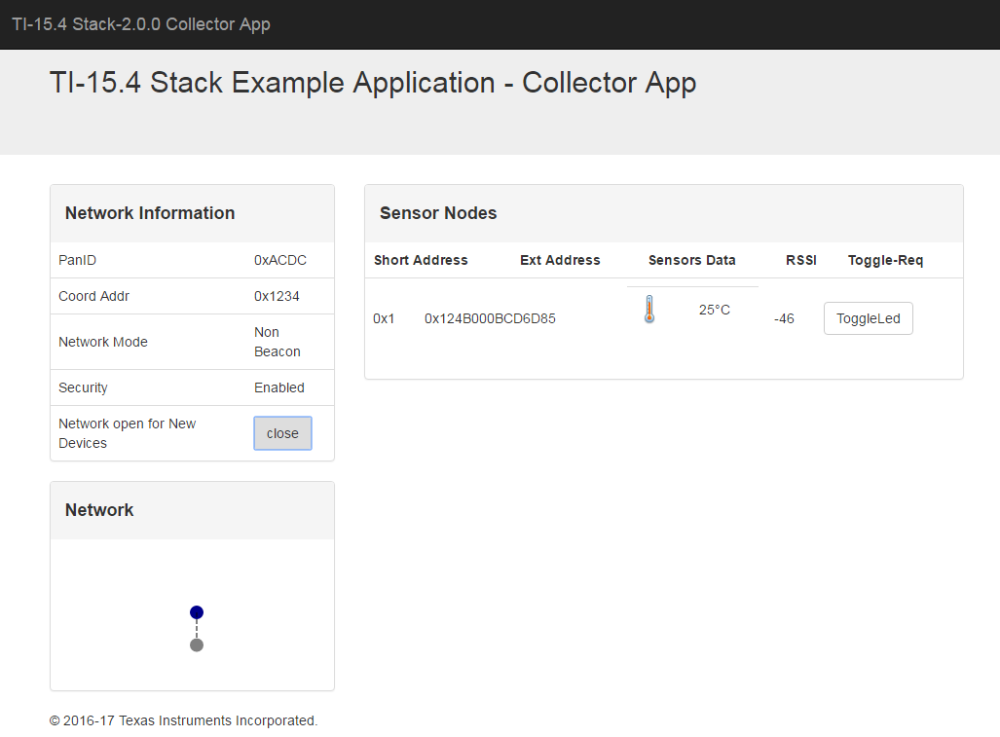 TI-15.4 Stack-2.0.0 Collector App
TI-15.4 Stack Example Application - Collector App
Network Information
PanID 0xACDC
Coord Addr 0x1234
Network Mode Non
Beacon
Security Enabled
Network open for New
Devices
close
Network
Sensor Nodes
Short Address Ext Address Sensors Data RSSI Toggle-Req
0x1 0x124B000BCD6D85 25°C -46 ToggleLed
© 2016-17 Texas Instruments Incorporated.